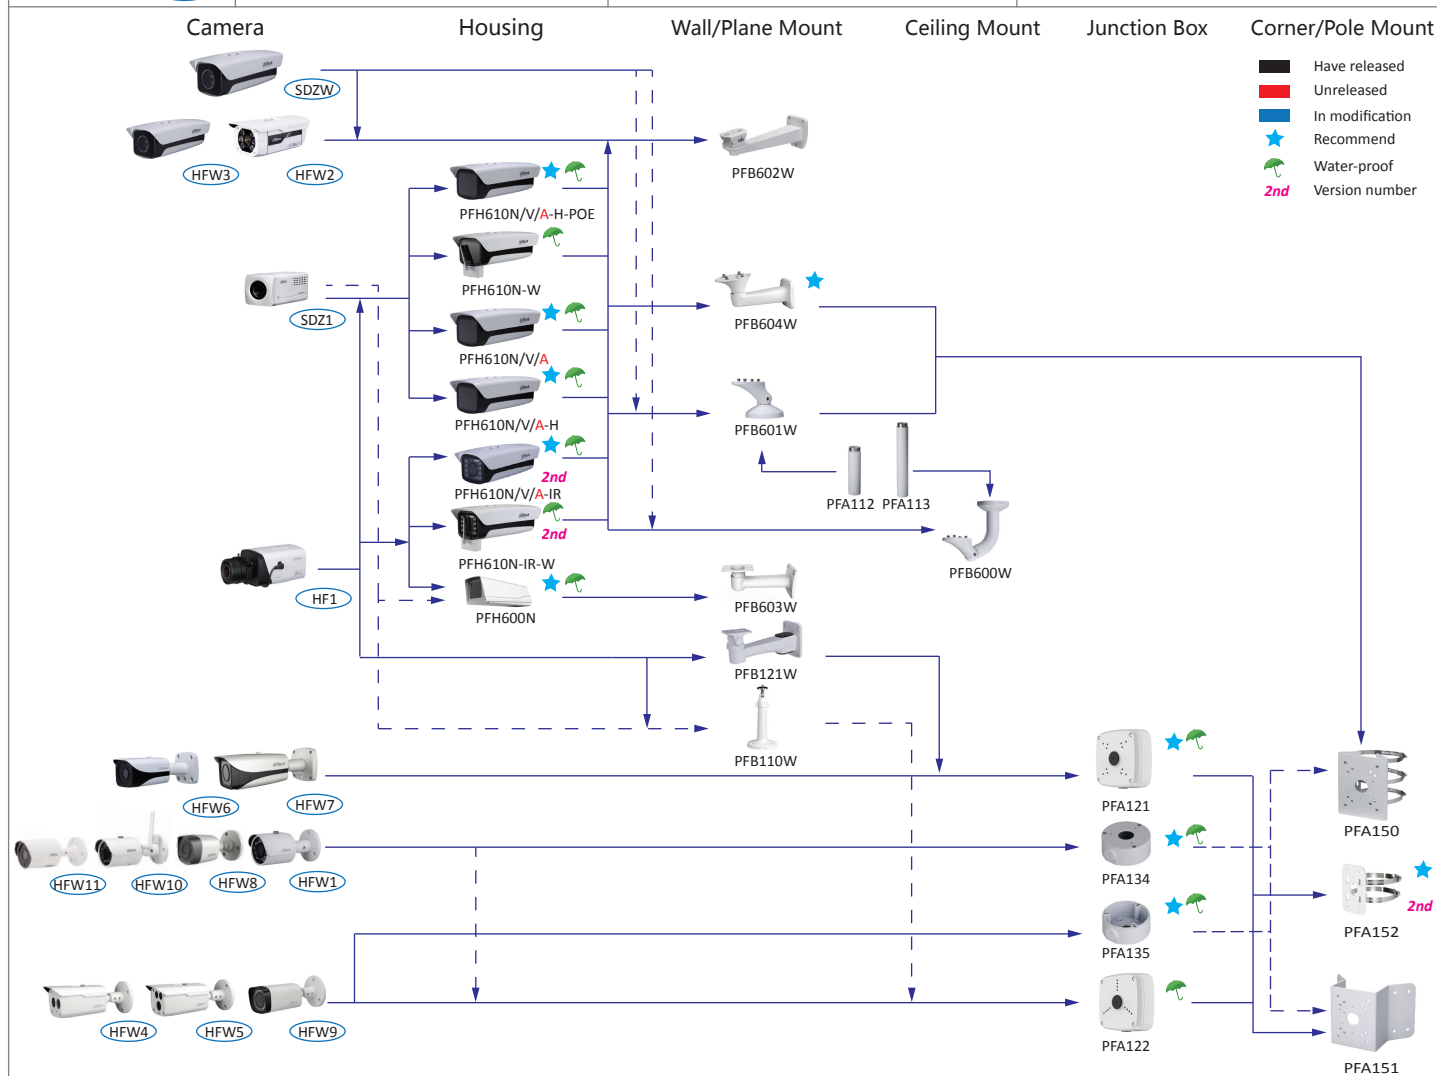 Camera
Housing
Wall/Plane Mount
Ceiling Mount
Junction Box
Corner/Pole Mount
Have released
Unreleased
In modification
Recommend
Water-proof
2nd Version number
SDZW
HFW3
HFW2
PFB602W
PFH610N/V/A-H-POE
PFH610N-W
SDZ1
PFB604W
PFH610N/V/A
PFH610N/V/A-H
PFB601W
2nd
PFH610N/V/A-IR
PFA112
PFA113
2nd
PFH610N-IR-W
PFB600W
HF1
PFH600N
PFB603W
PFB121W
PFB110W
HFW6
HFW7
PFA121
PFA150
HFW11
HFW10
HFW8
HFW1
PFA134
2nd
PFA152
PFA135
HFW4
HFW5
HFW9
PFA122
PFA151